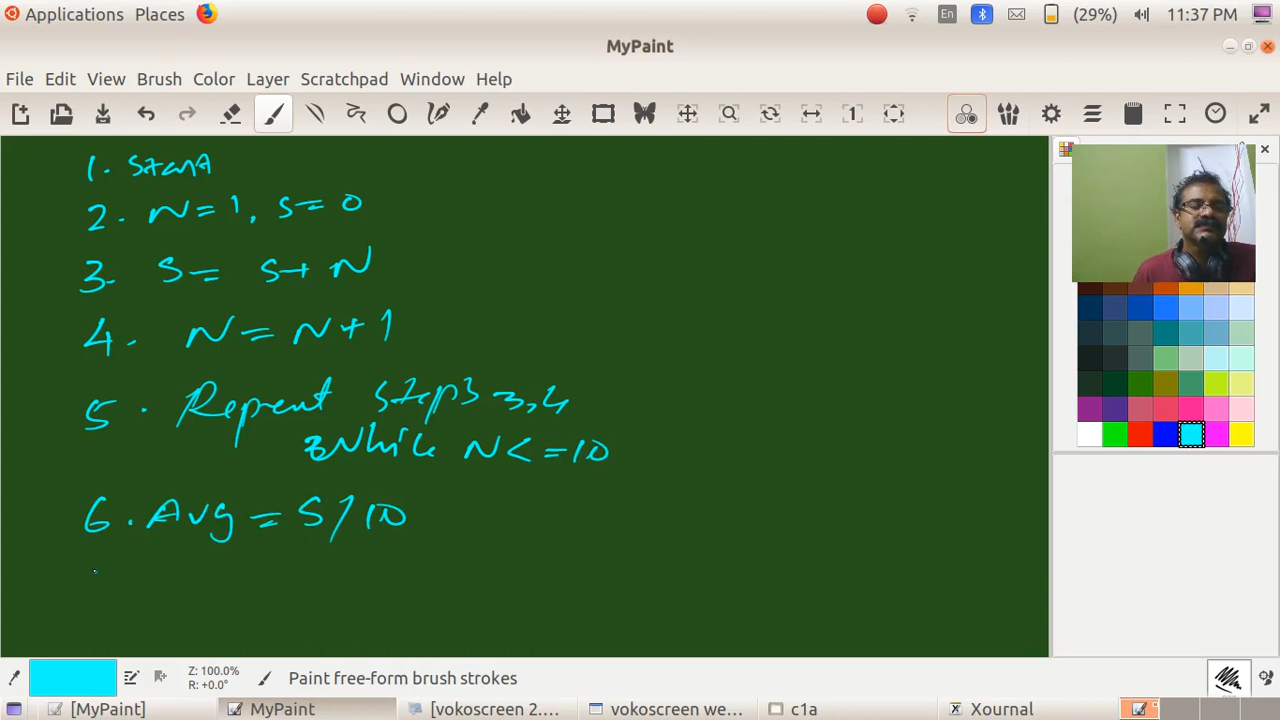 Applications Places En (29%) 11:37 PM
MyPaint
File Edit View Brush Color Layer Scratchpad Window Help
1
1. Start
2. N=1, S=0
3. S= S+N
4. N=N+1
5. Repeat Steps 3,4
While N<=10
6. Avg = S/10
Z: 100.0%
R: +0.0°
Paint free-form brush strokes
[MyPaint] MyPaint [vokoscreen 2.... vokoscreen we... c1a Xournal